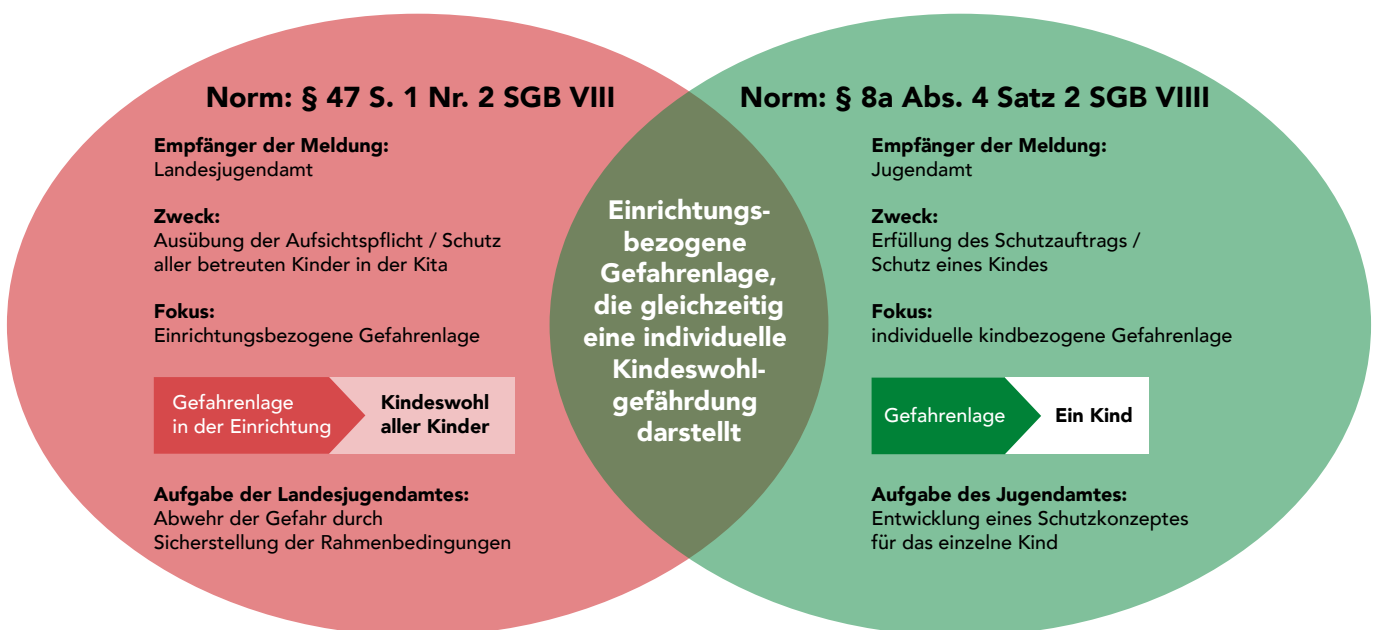 Norm: § 47 S. 1 Nr. 2 SGB VIII
Empfänger der Meldung:
Landesjugendamt
Zweck:
Ausübung der Aufsichtspflicht / Schutz
aller betreuten Kinder in der Kita
Fokus:
Einrichtungsbezogene Gefahrenlage
Gefahrenlage
in der Einrichtung
Kindeswohl
aller Kinder
Aufgabe der Landesjugendamtes:
Abwehr der Gefahr durch
Sicherstellung der Rahmenbedingungen
Einrichtungs-
bezogene
Gefahrenlage,
die gleichzeitig
eine individuelle
Kindeswohl-
gefährdung
darstellt
Norm: § 8a Abs. 4 Satz 2 SGB VIIII
Empfänger der Meldung:
Jugendamt
Zweck:
Erfüllung des Schutzauftrags /
Schutz eines Kindes
Fokus:
individuelle kindbezogene Gefahrenlage
Gefahrenlage
Ein Kind
Aufgabe des Jugendamtes:
Entwicklung eines Schutzkonzeptes
für das einzelne Kind